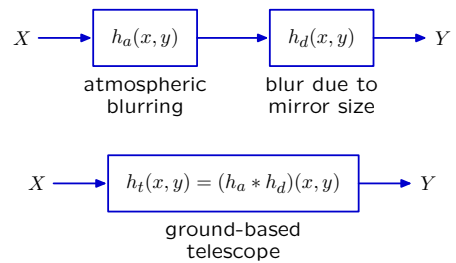 X h_a(x, y) h_d(x, y) Y
atmospheric blur due to
blurring mirror size
X h_t(x, y) = (h_a ∗ h_d)(x, y) Y
ground-based
telescope